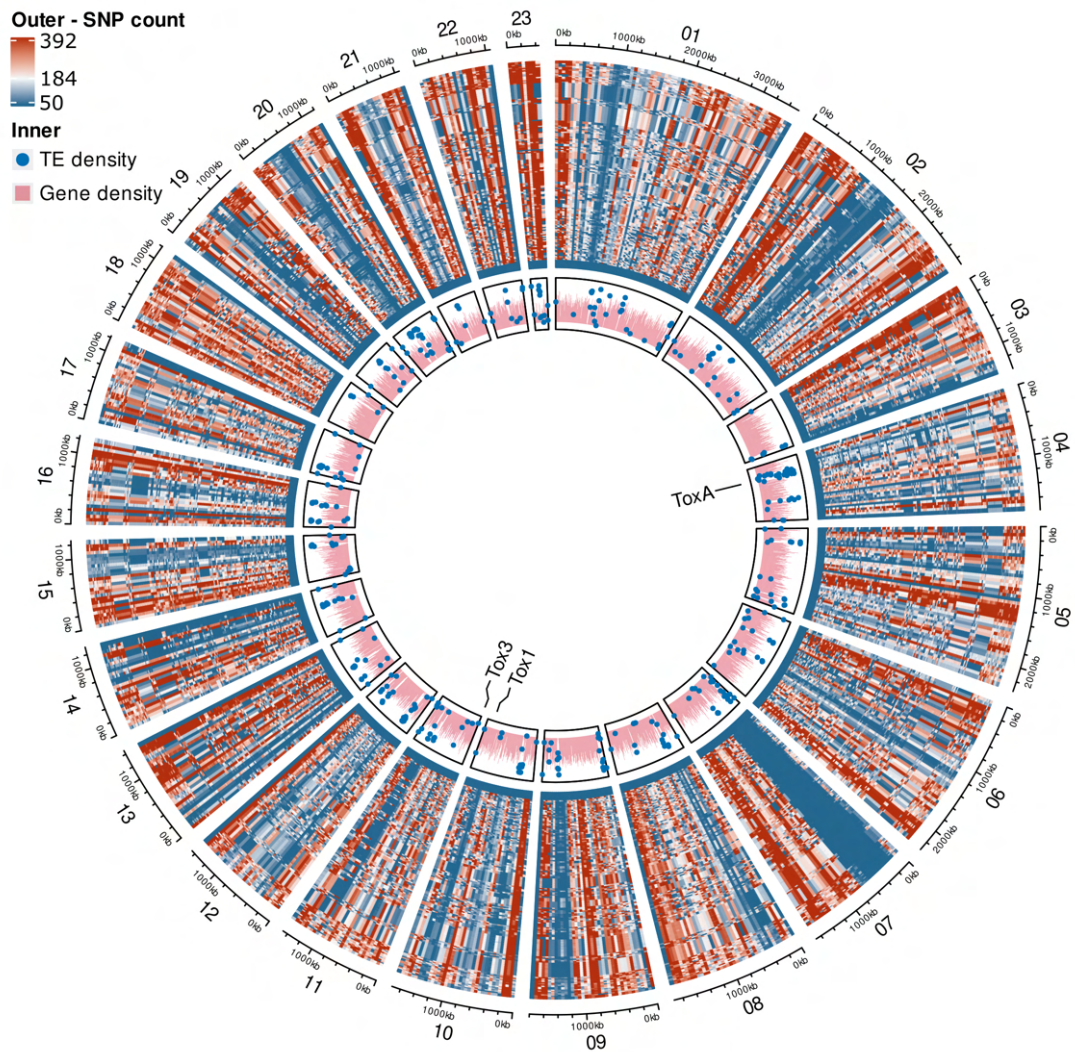 Outer - SNP count
392
184
50
Inner
TE density
Gene density
01
0kb
1000kb
2000kb
3000kb
02
0kb
1000kb
2000kb
03
0kb
1000kb
04
0kb
1000kb
05
0kb
1000kb
2000kb
06
0kb
1000kb
2000kb
07
0kb
1000kb
08
0kb
1000kb
09
0kb
1000kb
10
0kb
1000kb
11
0kb
1000kb
12
0kb
1000kb
13
0kb
1000kb
14
0kb
1000kb
15
0kb
1000kb
16
0kb
1000kb
17
0kb
1000kb
18
0kb
1000kb
19
0kb
1000kb
20
0kb
1000kb
21
0kb
1000kb
22
0kb
1000kb
23
0kb
ToxA
Tox3
Tox1